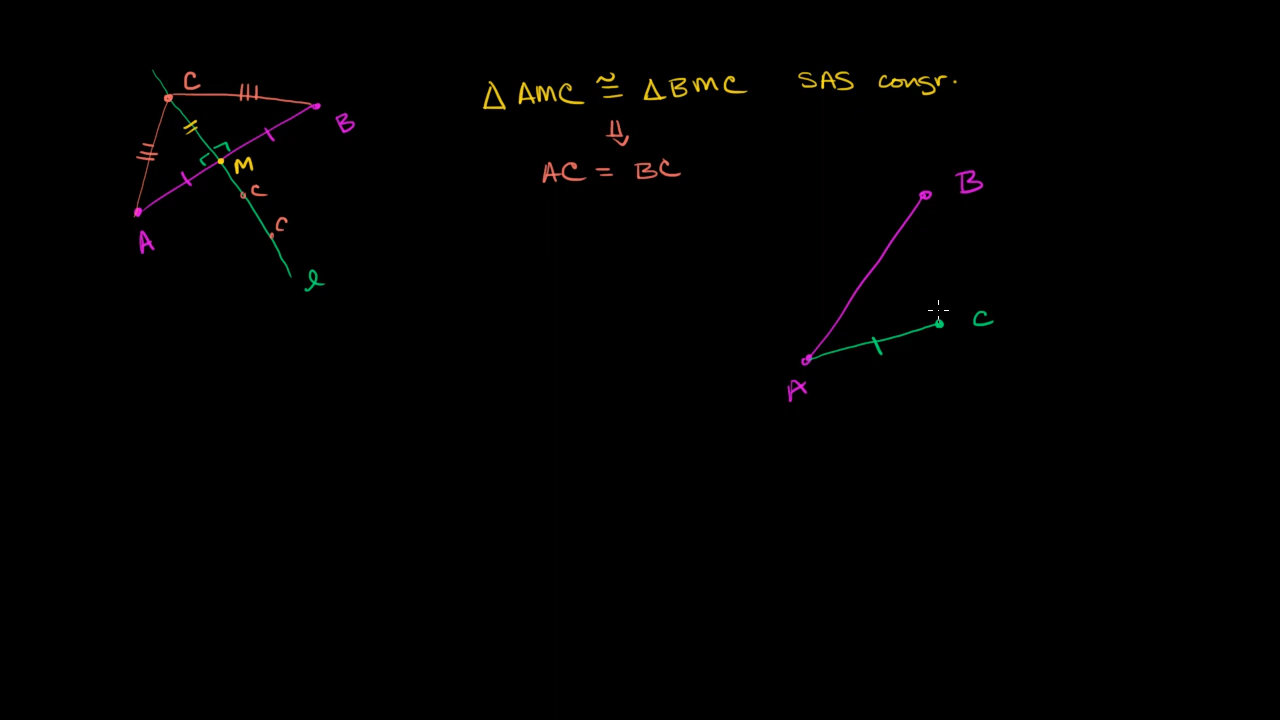 C
B
M
C
A
C
l
△AMC ≅ △BMC SAS congr.
⇓
AC = BC
B
C
A